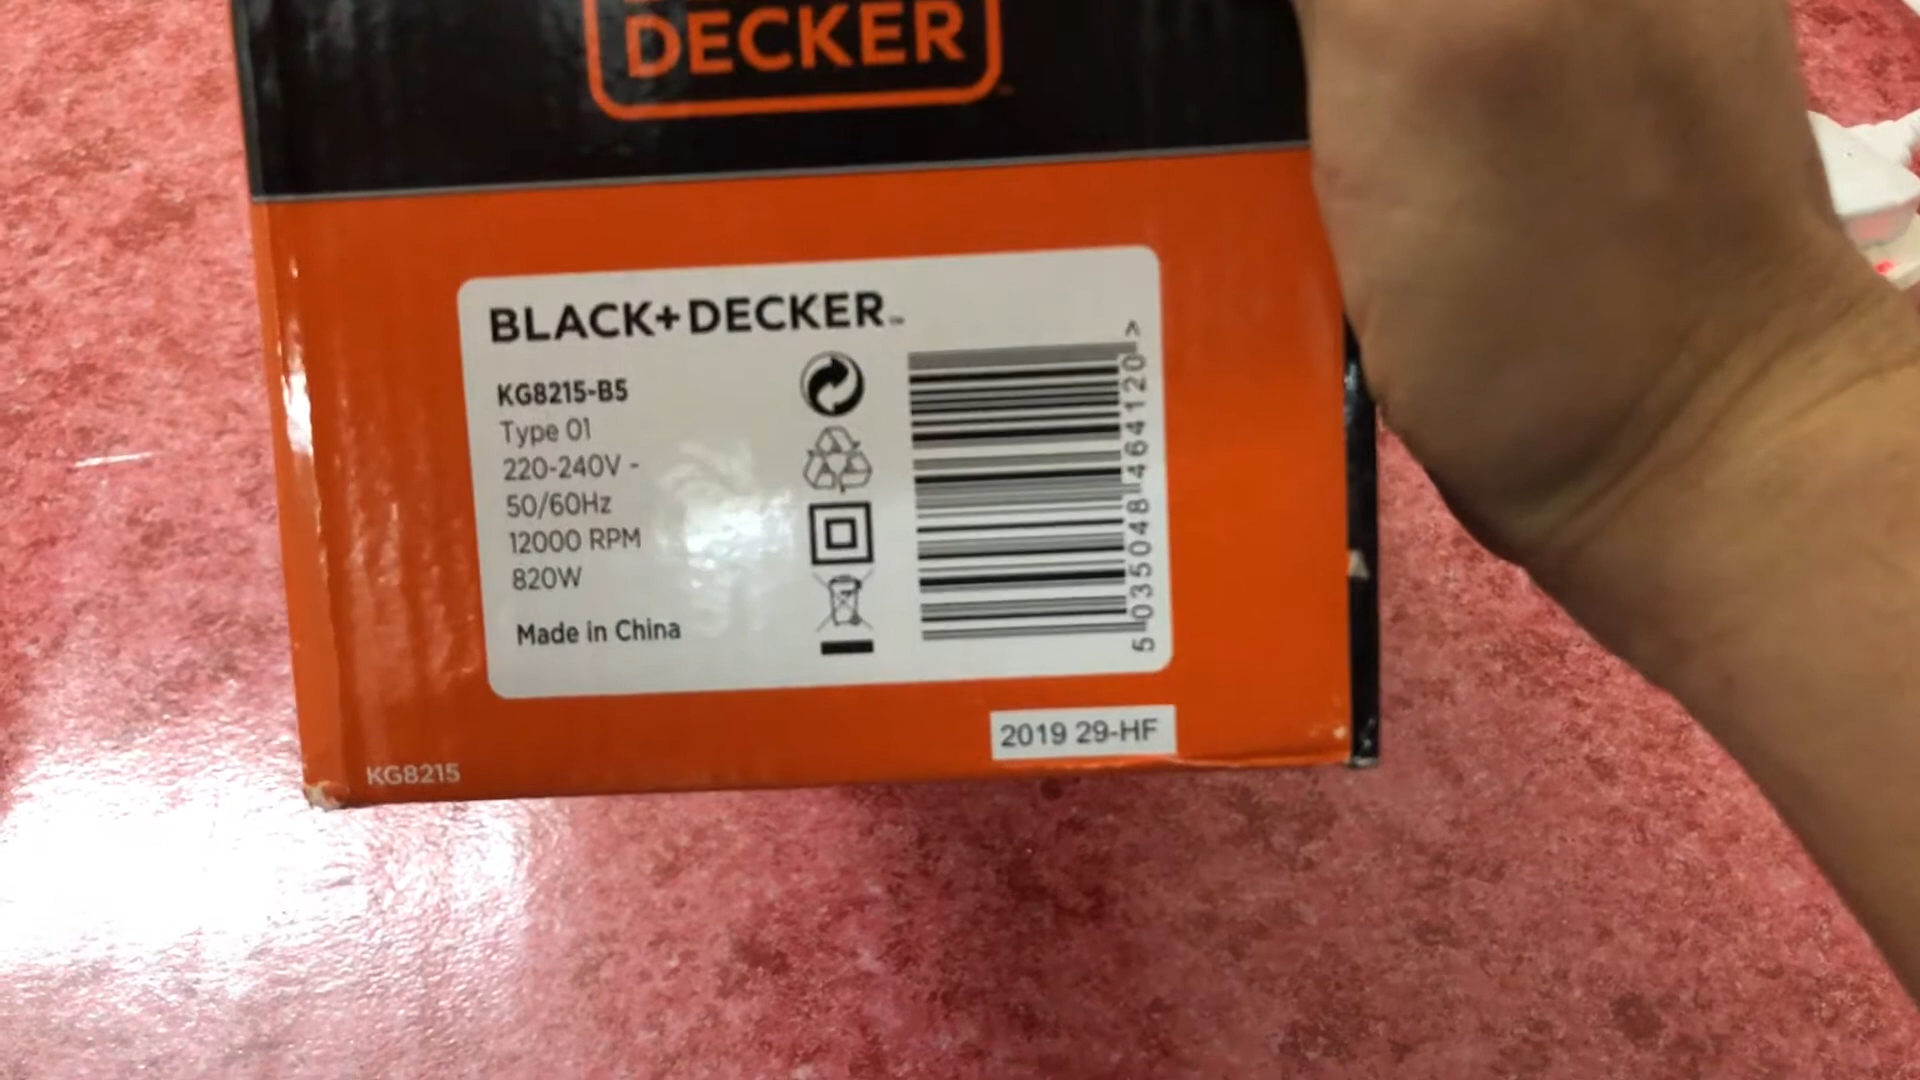 DECKER
BLACK+DECKER™
KG8215-B5
Type 01
220-240V -
50/60Hz
12000 RPM
820W
Made in China
5 035048 464120 >
2019 29-HF
KG8215